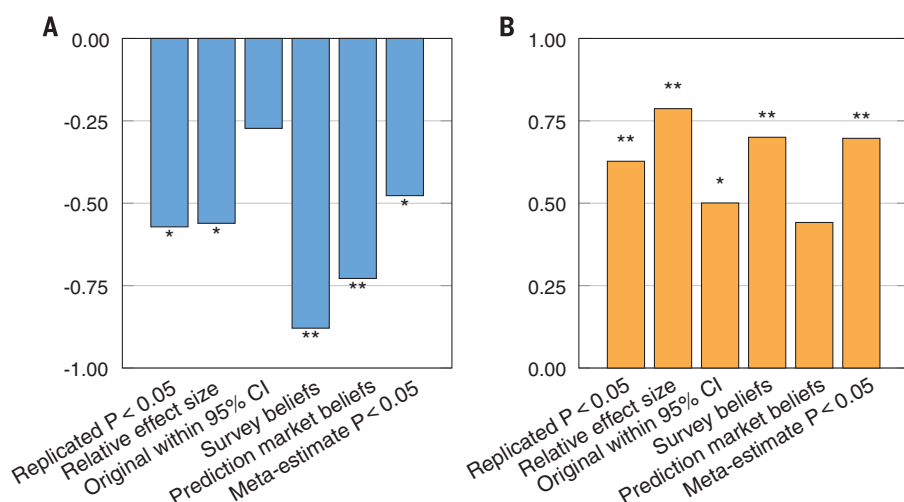 A
0.00
-0.25
-0.50
-0.75
-1.00
*
*
**
**
*
Replicated P < 0.05
Relative effect size
Original within 95% CI
Survey beliefs
Prediction market beliefs
Meta-estimate P < 0.05
B
1.00
0.75
0.50
0.25
0.00
**
**
*
**
**
Replicated P < 0.05
Relative effect size
Original within 95% CI
Survey beliefs
Prediction market beliefs
Meta-estimate P < 0.05